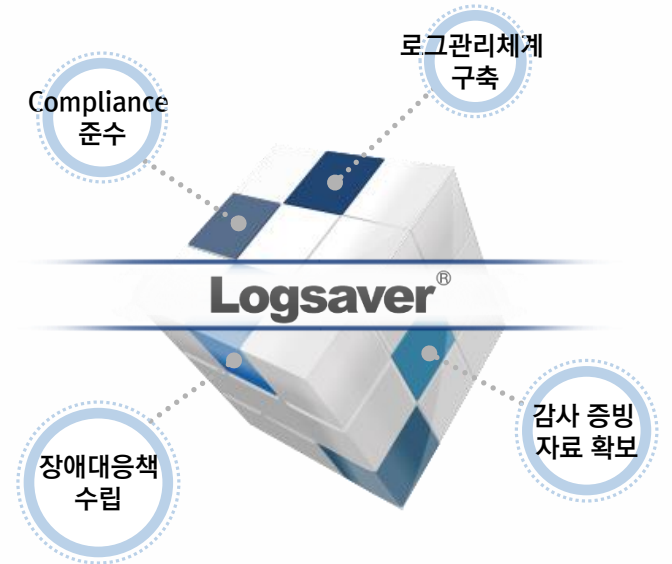 로그관리체계
구축
Compliance
준수
Logsaver®
감사 증빙
자료 확보
장애대응책
수립